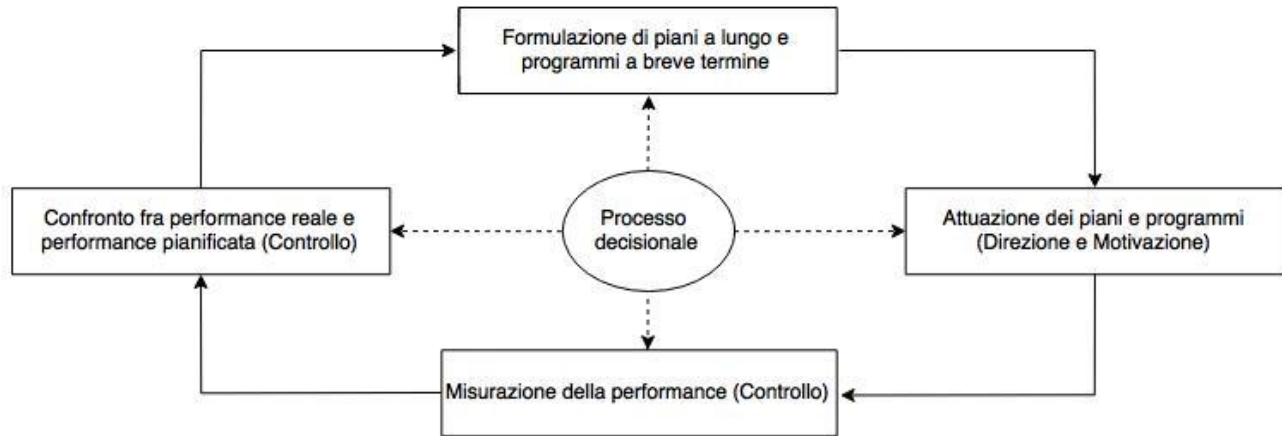 Formulazione di piani a lungo e
programmi a breve termine
Confronto fra performance reale e
performance pianificata (Controllo)
Processo
decisionale
Attuazione dei piani e programmi
(Direzione e Motivazione)
Misurazione della performance (Controllo)